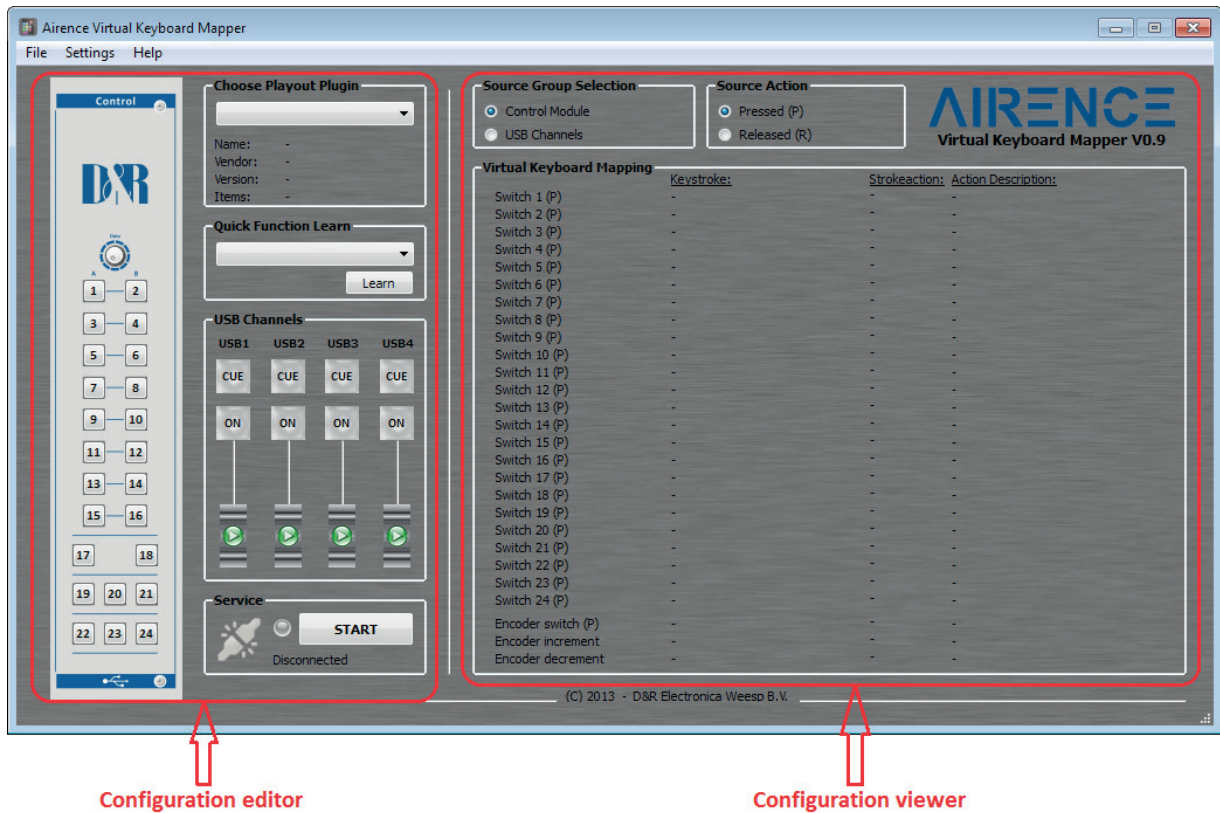 Airence Virtual Keyboard Mapper
File Settings Help
Control
D&R
Data
A B
1 2
3 4
5 6
7 8
9 10
11 12
13 14
15 16
17 18
19 20 21
22 23 24
Choose Playout Plugin
Name: -
Vendor: -
Version: -
Items: -
Quick Function Learn
Learn
USB Channels
USB1 USB2 USB3 USB4
CUE CUE CUE CUE
ON ON ON ON
Service
START
Disconnected
Source Group Selection
Control Module
USB Channels
Source Action
Pressed (P)
Released (R)
AIRENCE
Virtual Keyboard Mapper V0.9
Virtual Keyboard Mapping
Keystroke: Strokeaction: Action Description:
Switch 1 (P) - - -
Switch 2 (P) - - -
Switch 3 (P) - - -
Switch 4 (P) - - -
Switch 5 (P) - - -
Switch 6 (P) - - -
Switch 7 (P) - - -
Switch 8 (P) - - -
Switch 9 (P) - - -
Switch 10 (P) - - -
Switch 11 (P) - - -
Switch 12 (P) - - -
Switch 13 (P) - - -
Switch 14 (P) - - -
Switch 15 (P) - - -
Switch 16 (P) - - -
Switch 17 (P) - - -
Switch 18 (P) - - -
Switch 19 (P) - - -
Switch 20 (P) - - -
Switch 21 (P) - - -
Switch 22 (P) - - -
Switch 23 (P) - - -
Switch 24 (P) - - -
Encoder switch (P) - - -
Encoder increment - - -
Encoder decrement - - -
(C) 2013 - D&R Electronica Weesp B.V.
Configuration editor
Configuration viewer